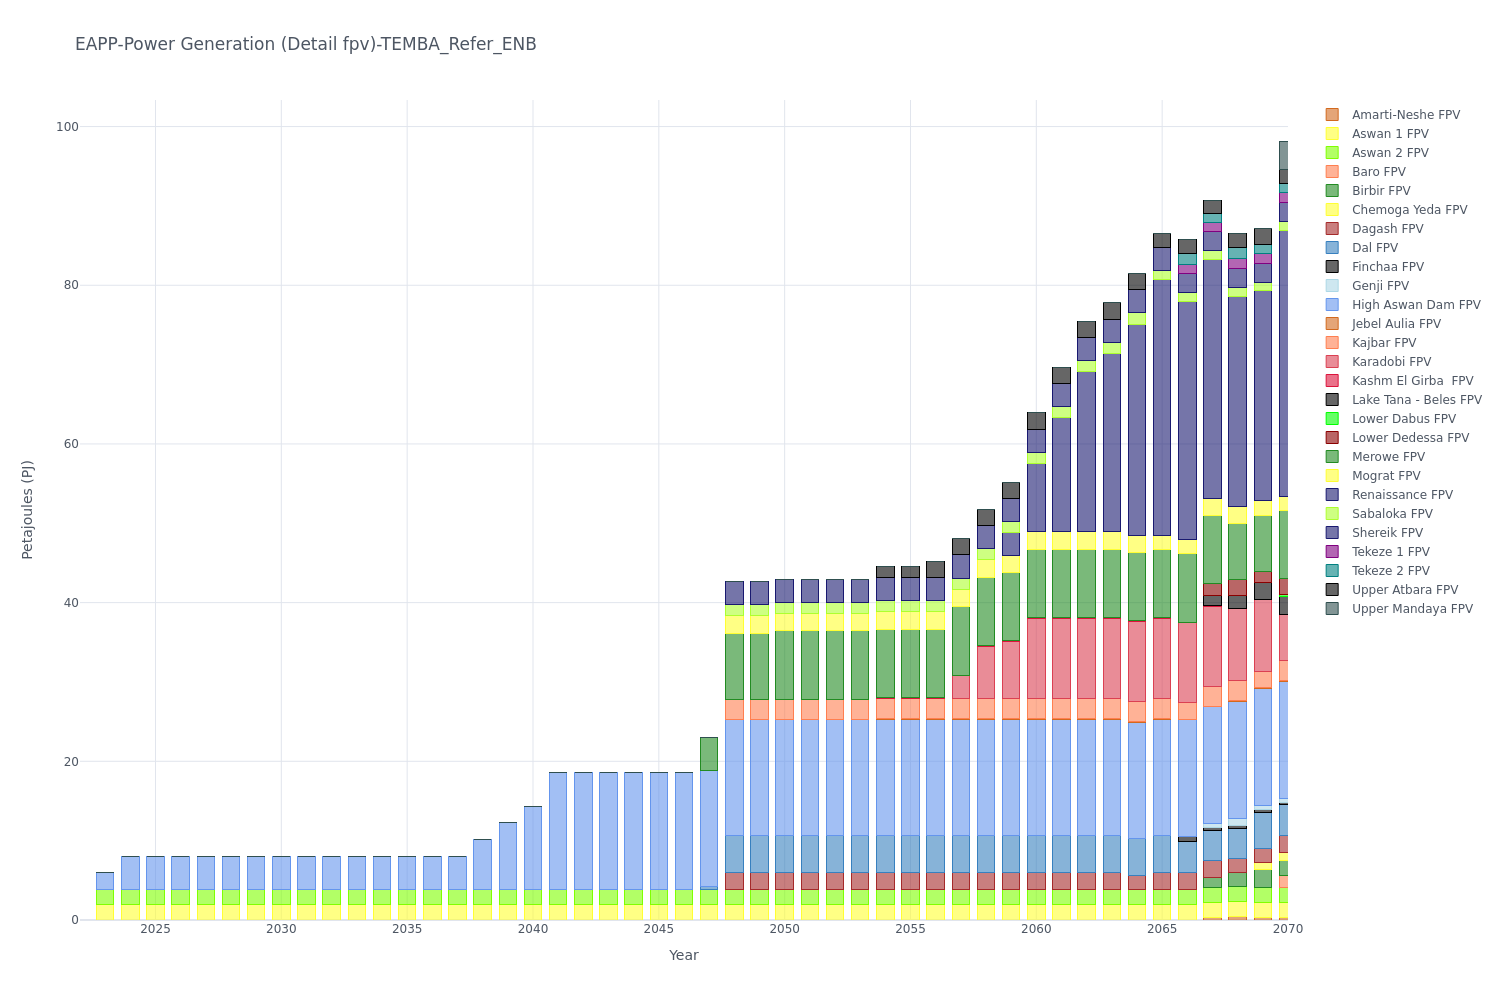 EAPP-Power Generation (Detail fpv)-TEMBA_Refer_ENB
Petajoules (PJ)
100
80
60
40
20
0
2025
2030
2035
2040
2045
2050
2055
2060
2065
2070
Year
Amarti-Neshe FPV
Aswan 1 FPV
Aswan 2 FPV
Baro FPV
Birbir FPV
Chemoga Yeda FPV
Dagash FPV
Dal FPV
Finchaa FPV
Genji FPV
High Aswan Dam FPV
Jebel Aulia FPV
Kajbar FPV
Karadobi FPV
Kashm El Girba  FPV
Lake Tana - Beles FPV
Lower Dabus FPV
Lower Dedessa FPV
Merowe FPV
Mograt FPV
Renaissance FPV
Sabaloka FPV
Shereik FPV
Tekeze 1 FPV
Tekeze 2 FPV
Upper Atbara FPV
Upper Mandaya FPV